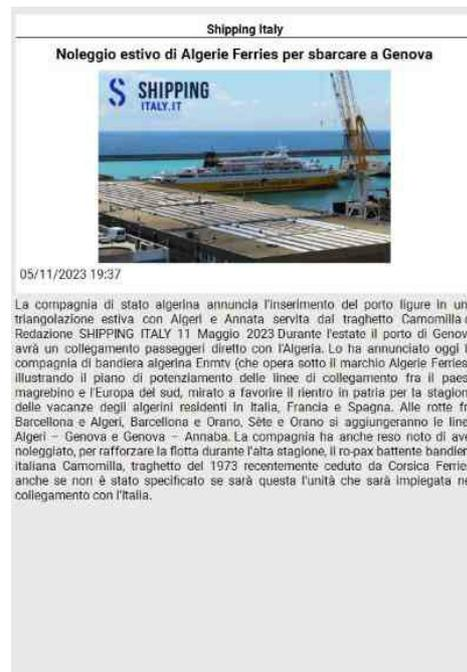 Shipping Italy
Noleggio estivo di Algerie Ferries per sbarcare a Genova
SHIPPING
ITALY.IT
05/11/2023 19:37
La compagnia di stato algerina annuncia l'inserimento del porto ligure in un
triangolazione estiva con Algeri e Annata servita dal traghetto Camomilla
Redazione SHIPPING ITALY 11 Maggio 2023 Durante l'estate il porto di Genov
avrà un collegamento passeggeri diretto con l'Algeria. Lo ha annunciato oggi
compagnia di bandiera algerina Enmtv (che opera sotto il marchio Algerie Ferries
illustrando il piano di potenziamento delle linee di collegamento fra il paes
magrebino e l'Europa del sud, mirato a favorire il rientro in patria per la stagion
delle vacanze degli algerini residenti in Italia, Francia e Spagna. Alle rotte fr
Barcellona e Algeri, Barcellona e Orano, Sète e Orano si aggiungeranno le line
Algeri – Genova e Genova – Annaba. La compagnia ha anche reso noto di ave
noleggiato, per rafforzare la flotta durante l'alta stagione, il ro-pax battente bandier
italiana Camomilla, traghetto del 1973 recentemente ceduto da Corsica Ferrie
anche se non è stato specificato se sarà questa l'unità che sarà impiegata ne
collegamento con l'Italia.